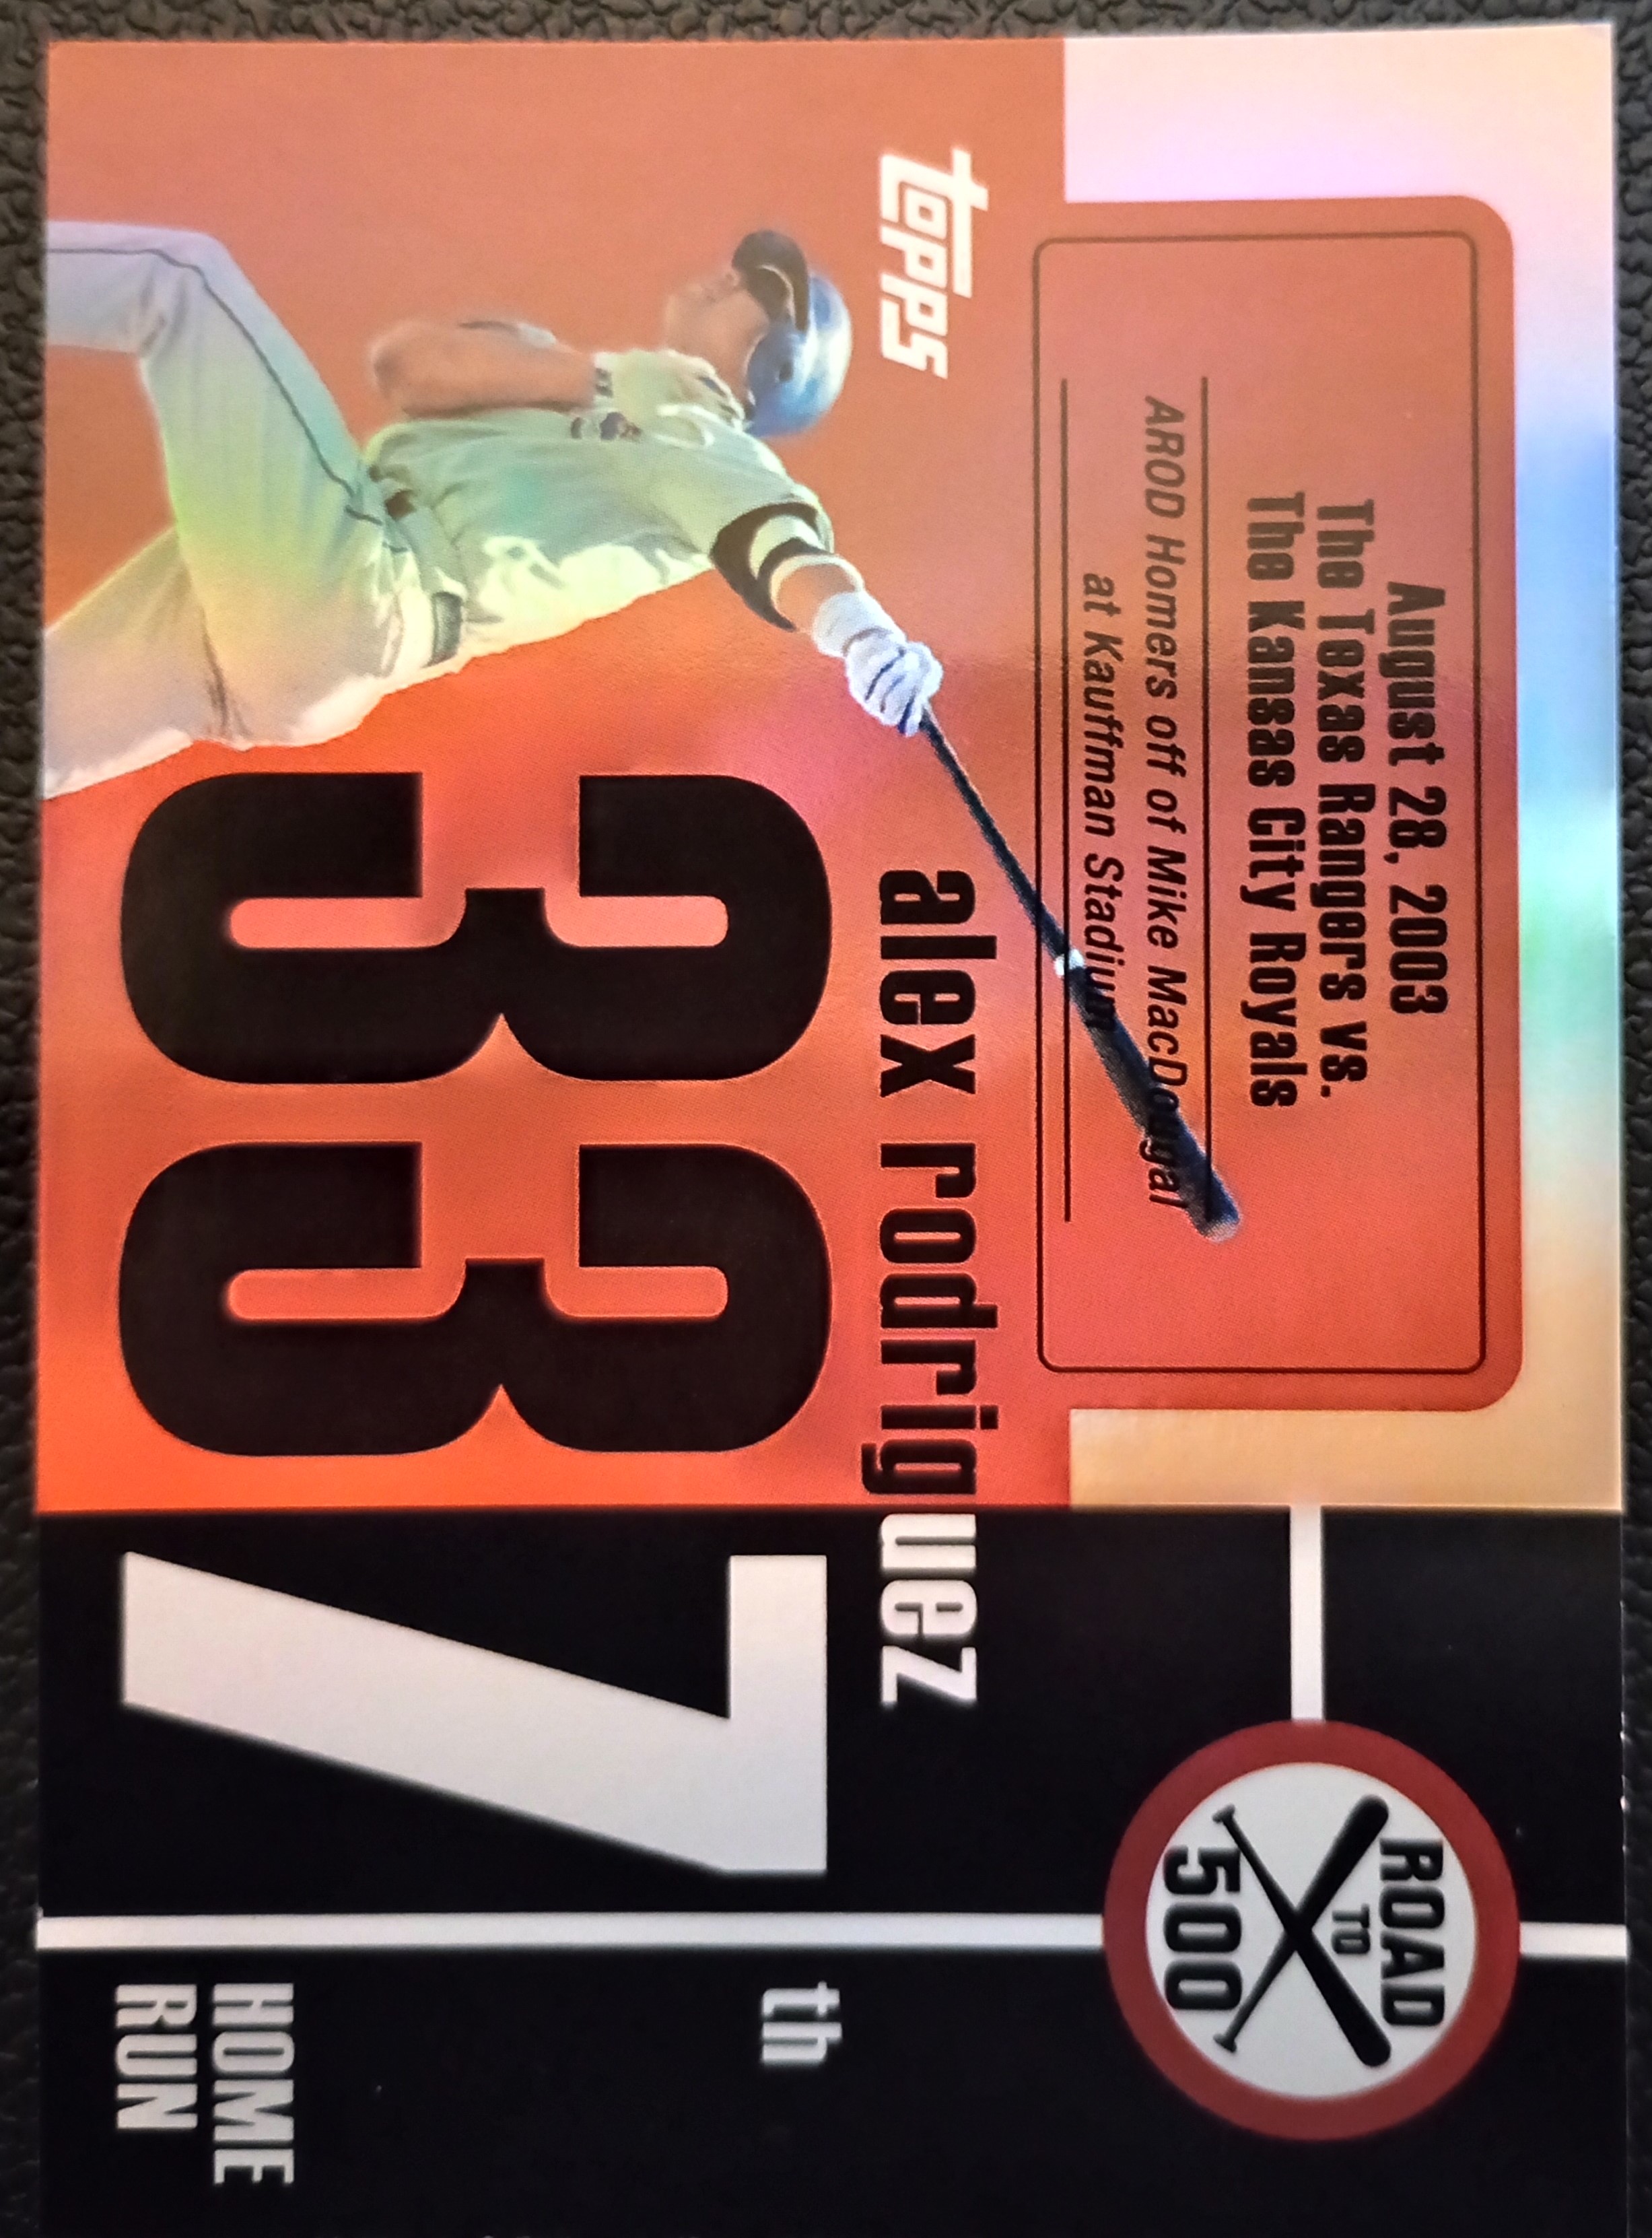 August 28, 2003
The Texas Rangers vs.
The Kansas City Royals
AROD Homers off of Mike MacDougal
at Kauffman Stadium
ROAD
TO
500
topps
alex rodriguez
337
th
HOME
RUN